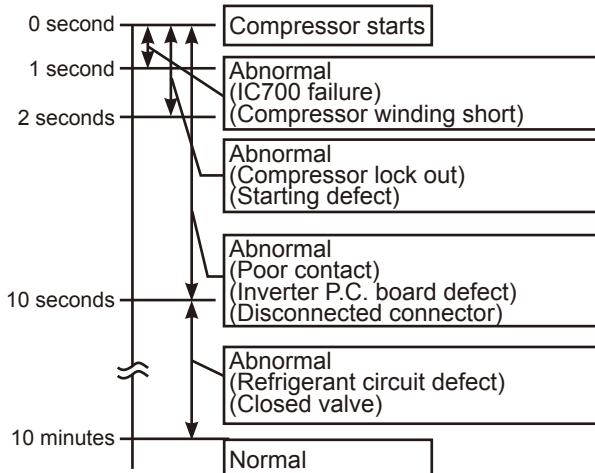 0 second
Compressor starts
1 second
Abnormal
(IC700 failure)
(Compressor winding short)
2 seconds
Abnormal
(Compressor lock out)
(Starting defect)
Abnormal
(Poor contact)
(Inverter P.C. board defect)
(Disconnected connector)
10 seconds
Abnormal
(Refrigerant circuit defect)
(Closed valve)
10 minutes
Normal